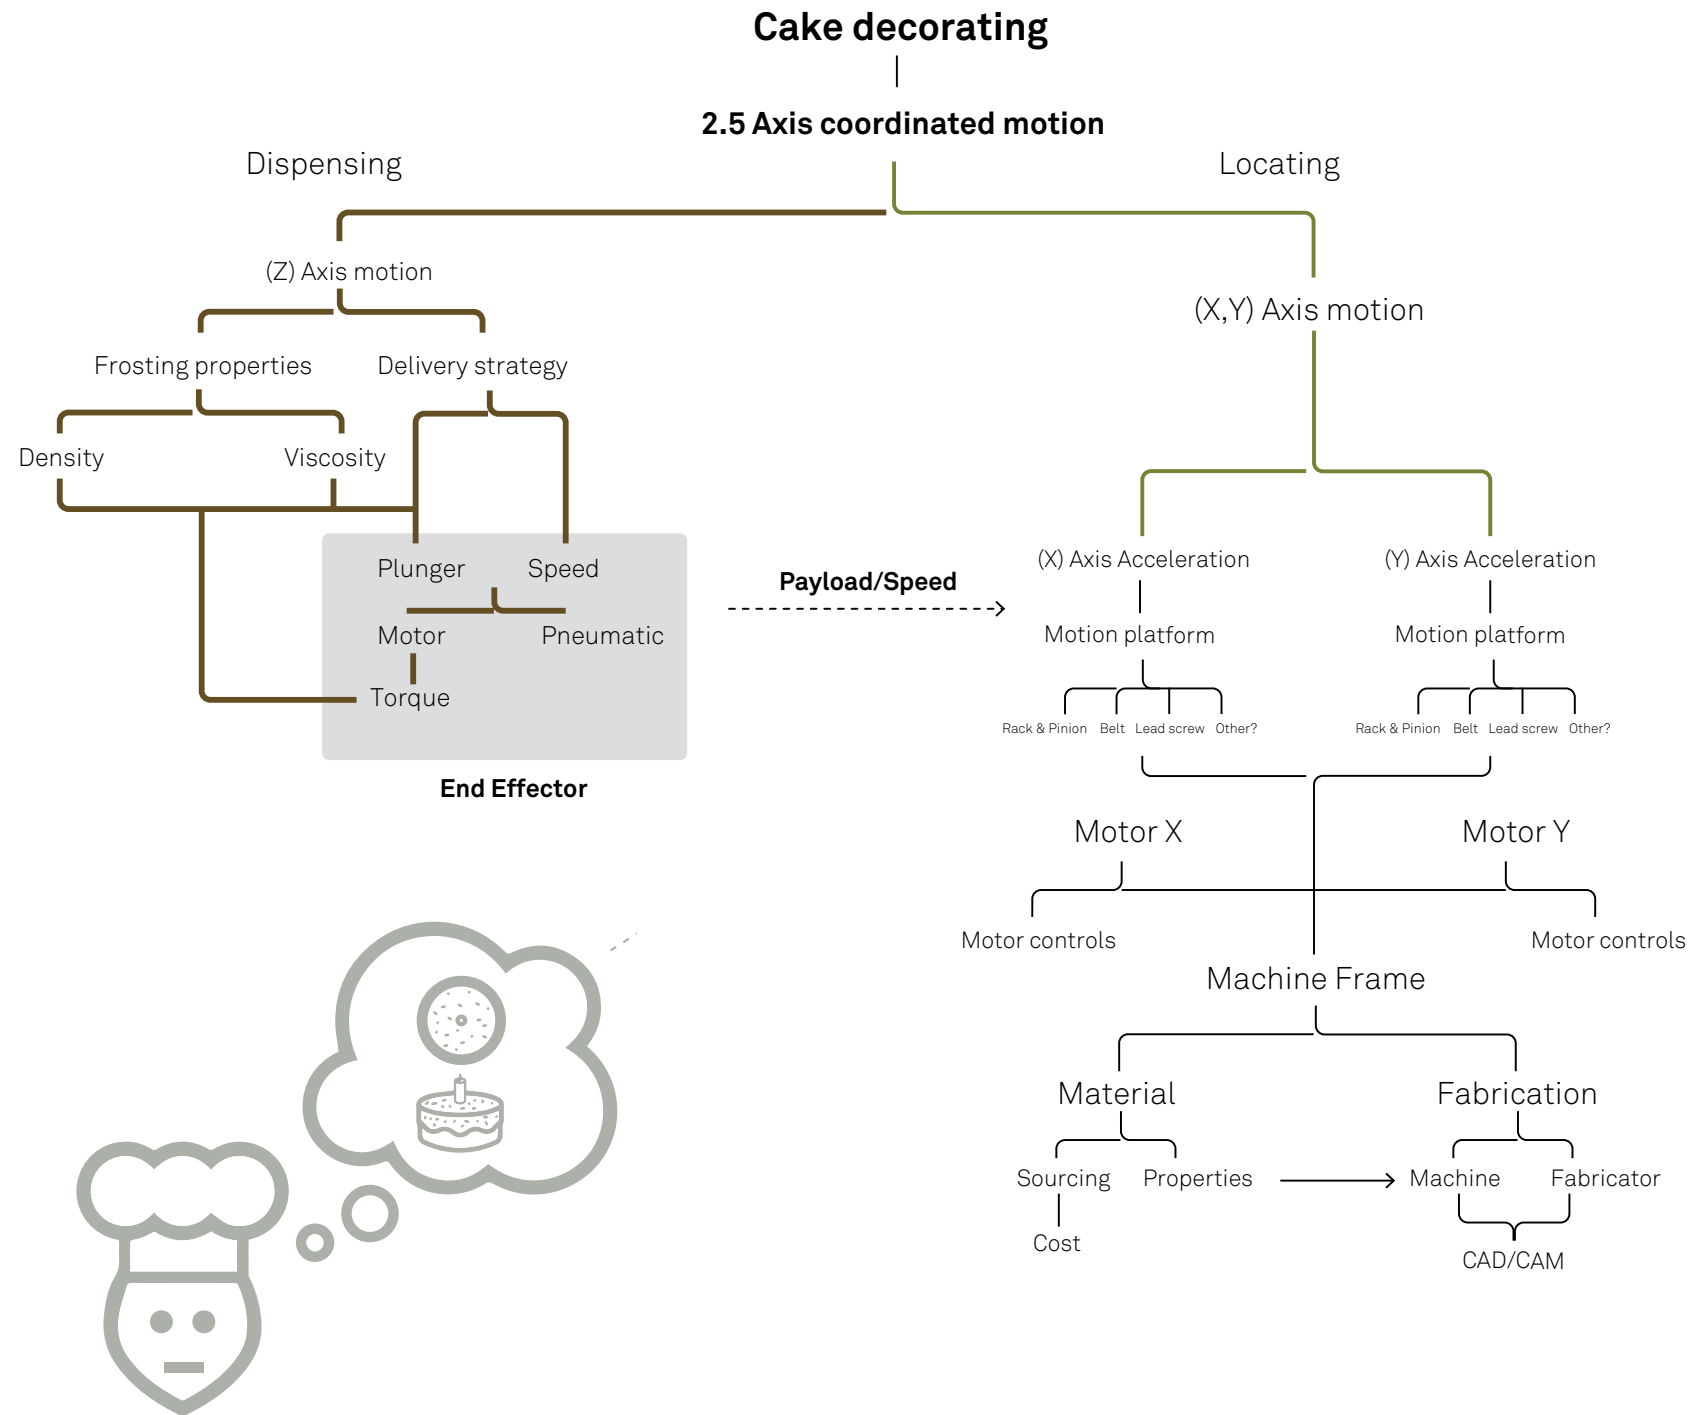 Cake decorating
2.5 Axis coordinated motion
Dispensing
Locating
(Z) Axis motion
(X,Y) Axis motion
Frosting properties
Delivery strategy
Density
Viscosity
Plunger
Speed
Motor
Pneumatic
Torque
End Effector
Payload/Speed
(X) Axis Acceleration
(Y) Axis Acceleration
Motion platform
Motion platform
Rack & Pinion
Belt
Lead screw
Other?
Rack & Pinion
Belt
Lead screw
Other?
Motor X
Motor Y
Motor controls
Motor controls
Machine Frame
Material
Fabrication
Sourcing
Properties
Machine
Fabricator
Cost
CAD/CAM